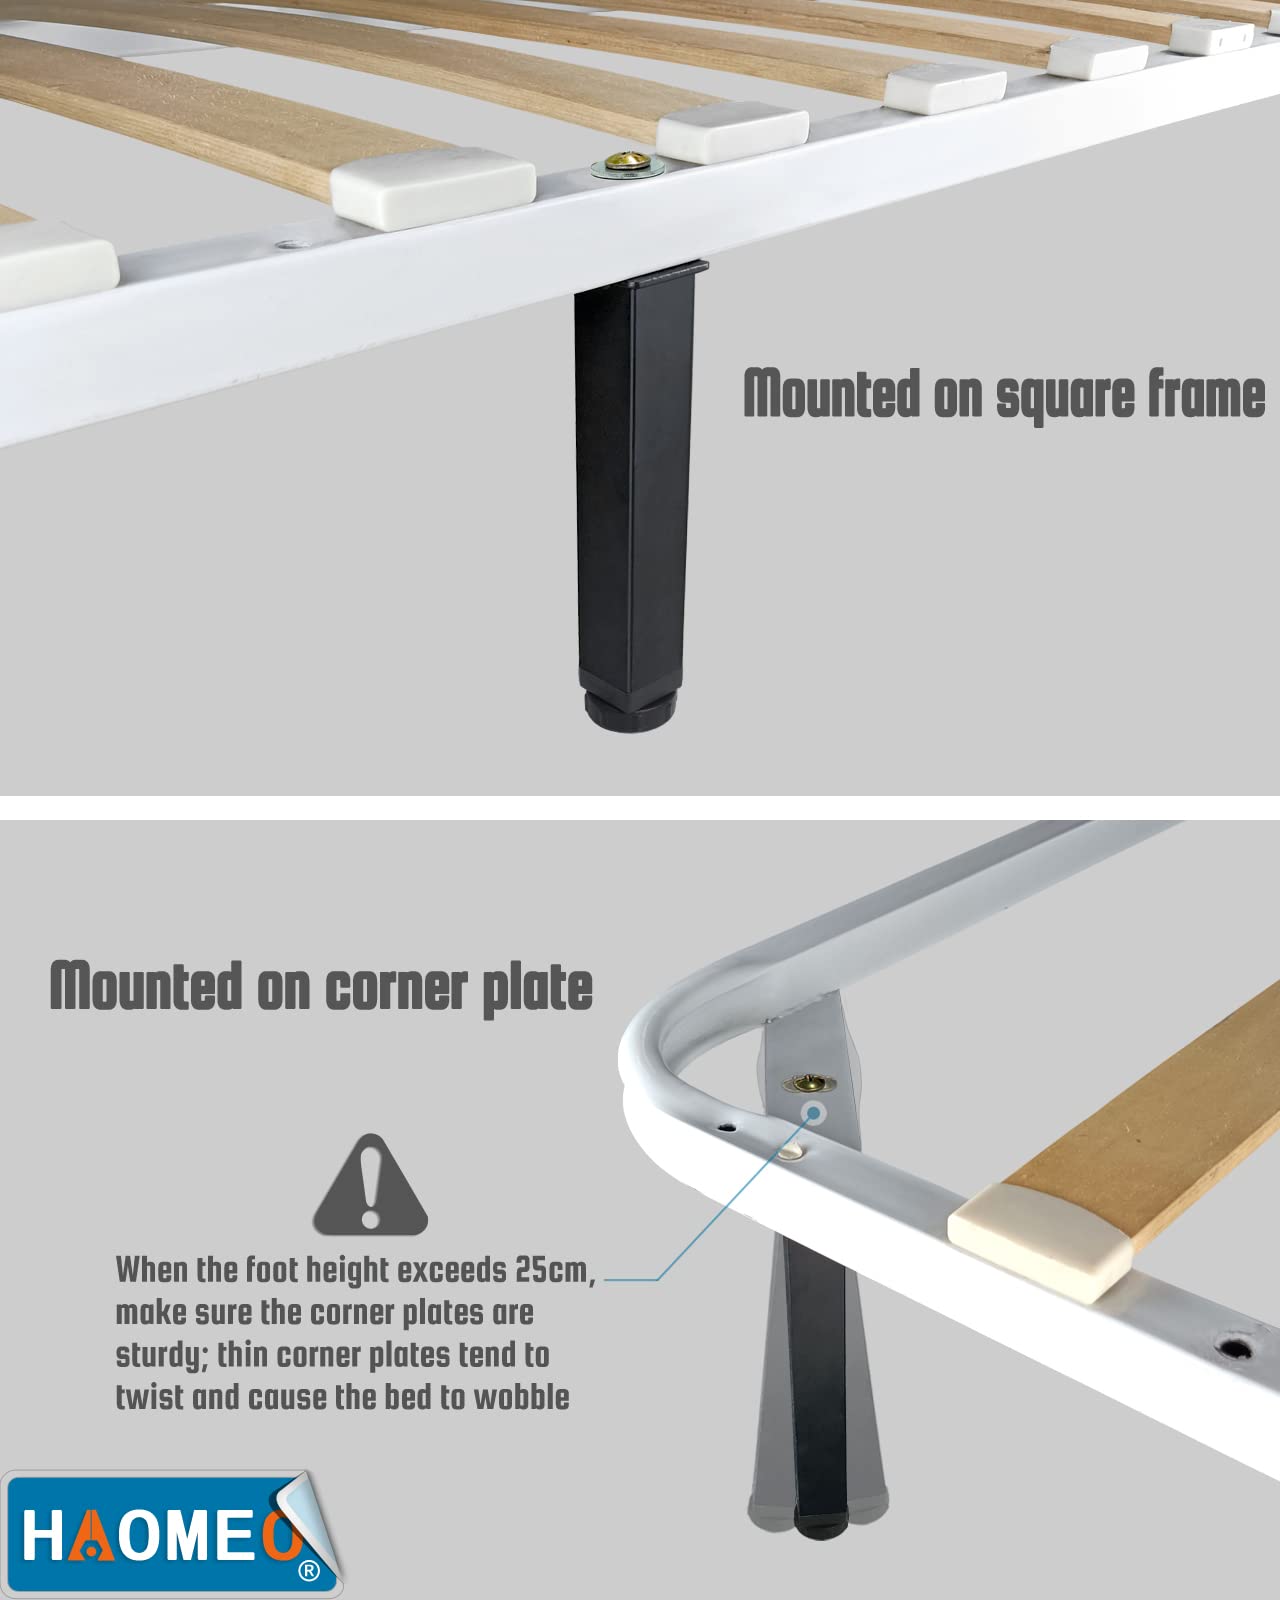 Mounted on square frame
Mounted on corner plate
When the foot height exceeds 25cm,
make sure the corner plates are
sturdy; thin corner plates tend to
twist and cause the bed to wobble
HAOMEO®